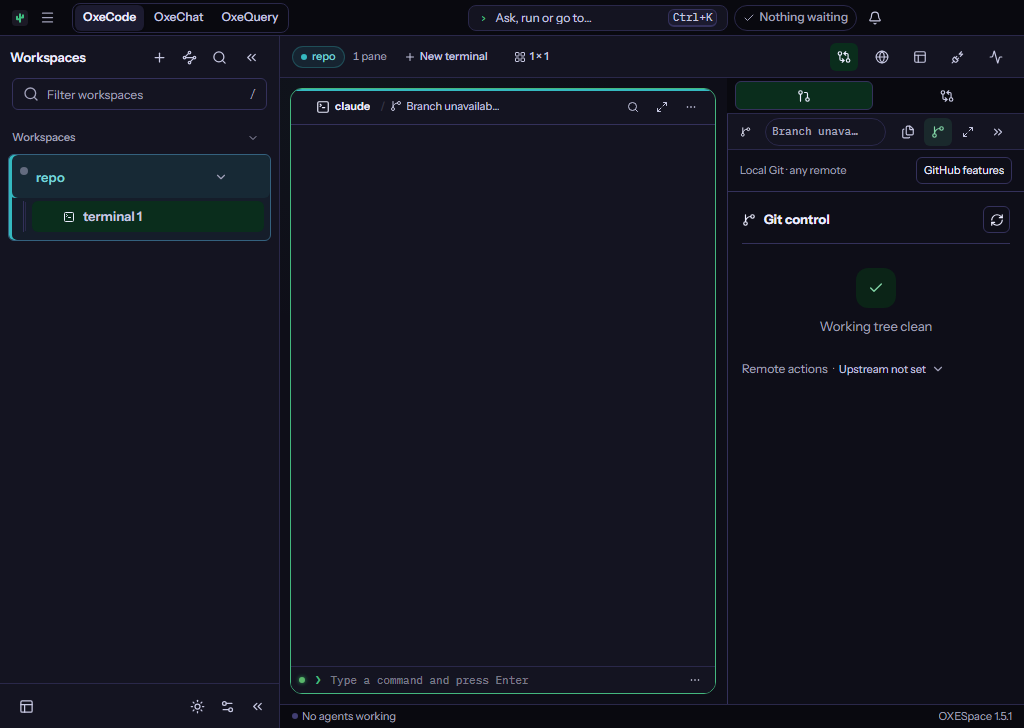 OxeCode OxeChat OxeQuery
Ask, run or go to... Ctrl+K
Nothing waiting
Workspaces
Filter workspaces /
Workspaces
repo
terminal 1
repo 1 pane + New terminal 1×1
claude / Branch unavailab...
Type a command and press Enter
Branch unava…
Local Git · any remote GitHub features
Git control
Working tree clean
Remote actions · Upstream not set
No agents working
OXESpace 1.5.1